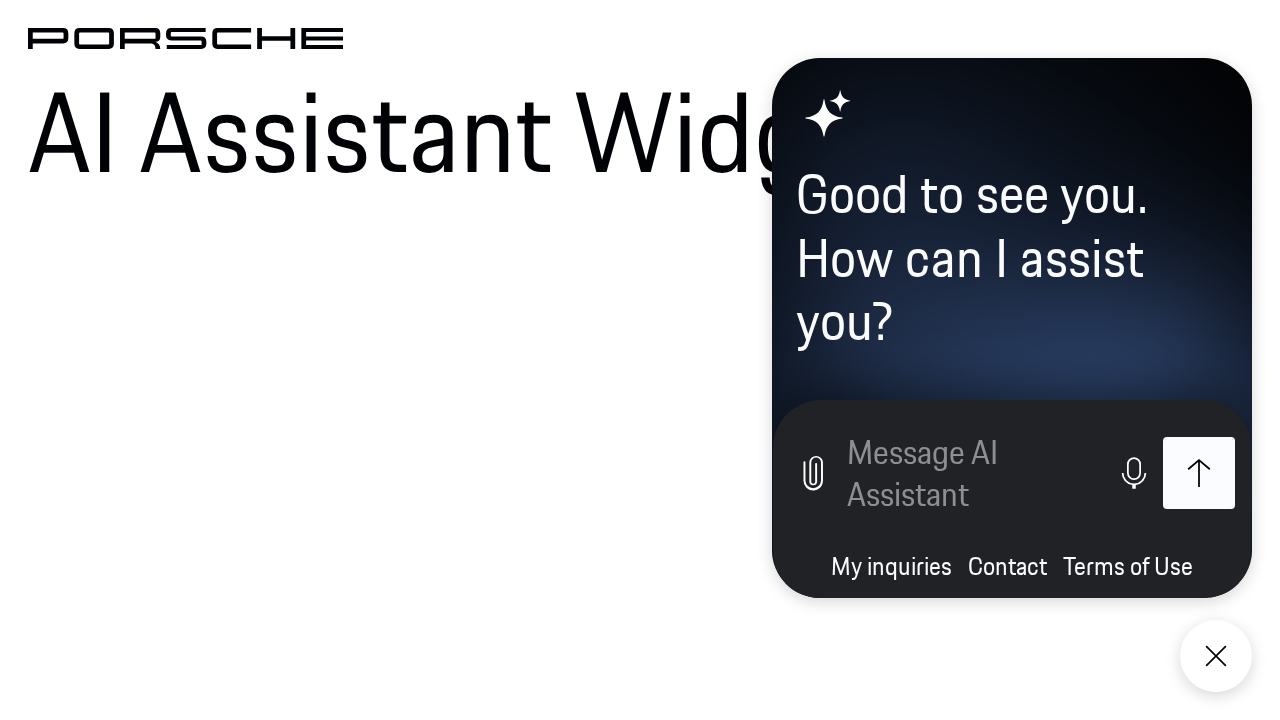 PORSCHE
AI Assistant Widg
Good to see you.
How can I assist
you?
Message AI
Assistant
My inquiries Contact Terms of Use